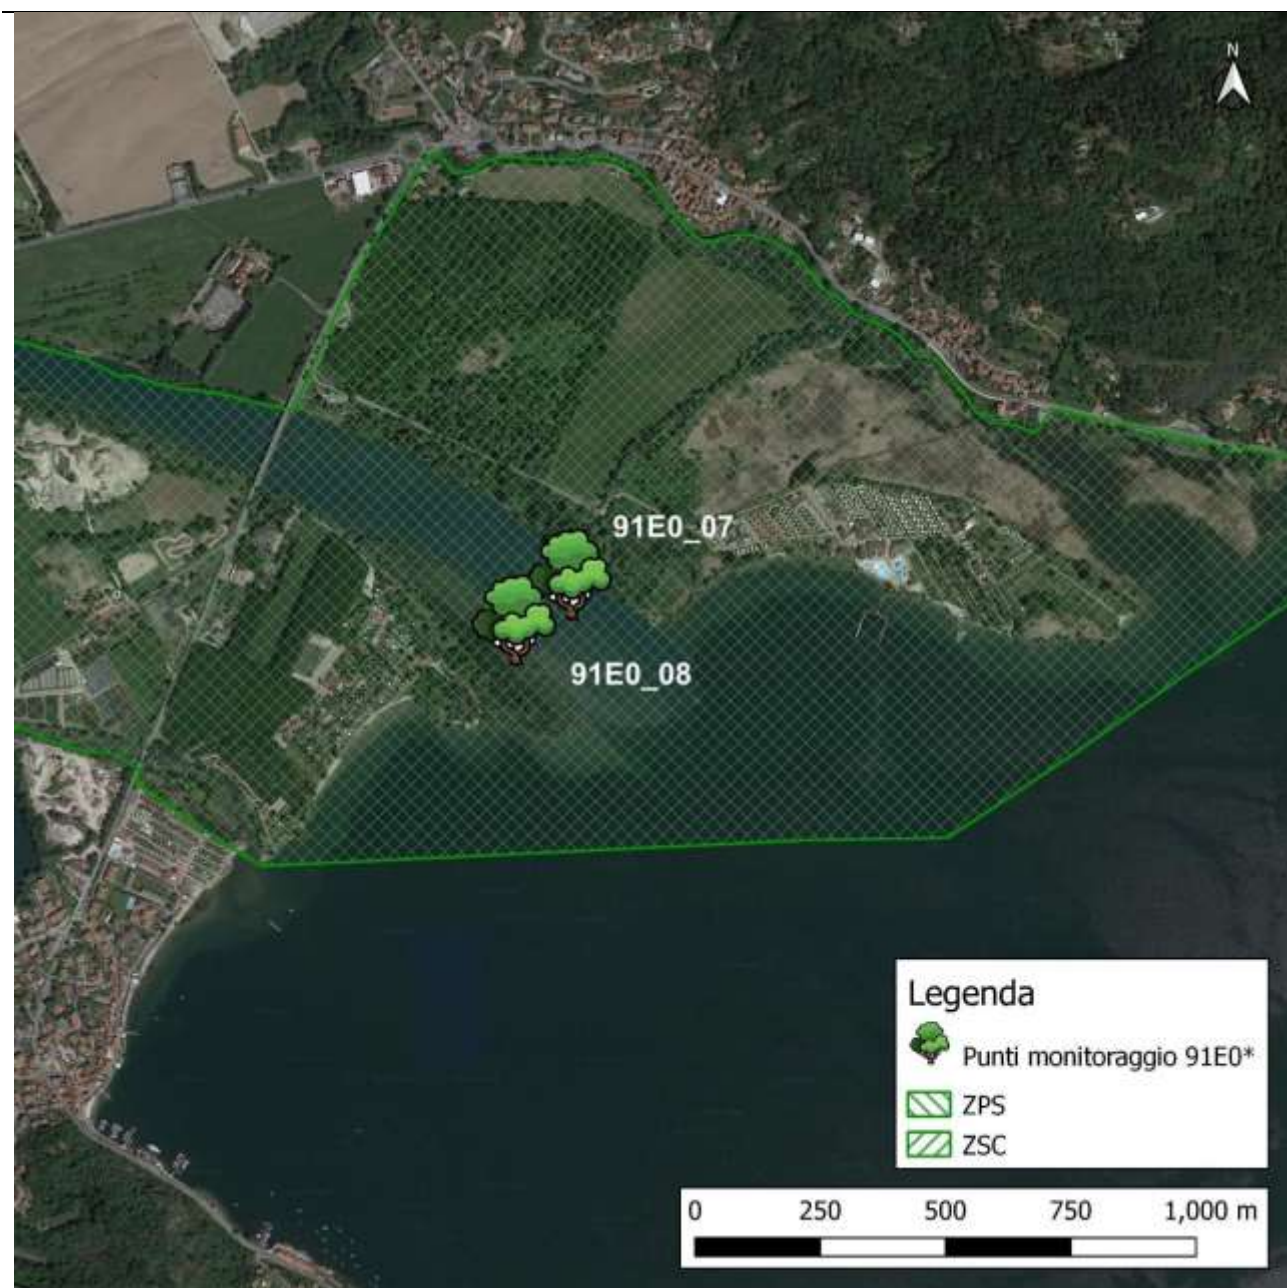 N
91E0_07
91E0_08
Legenda
Punti monitoraggio 91E0*
ZPS
ZSC
0 250 500 750 1,000 m